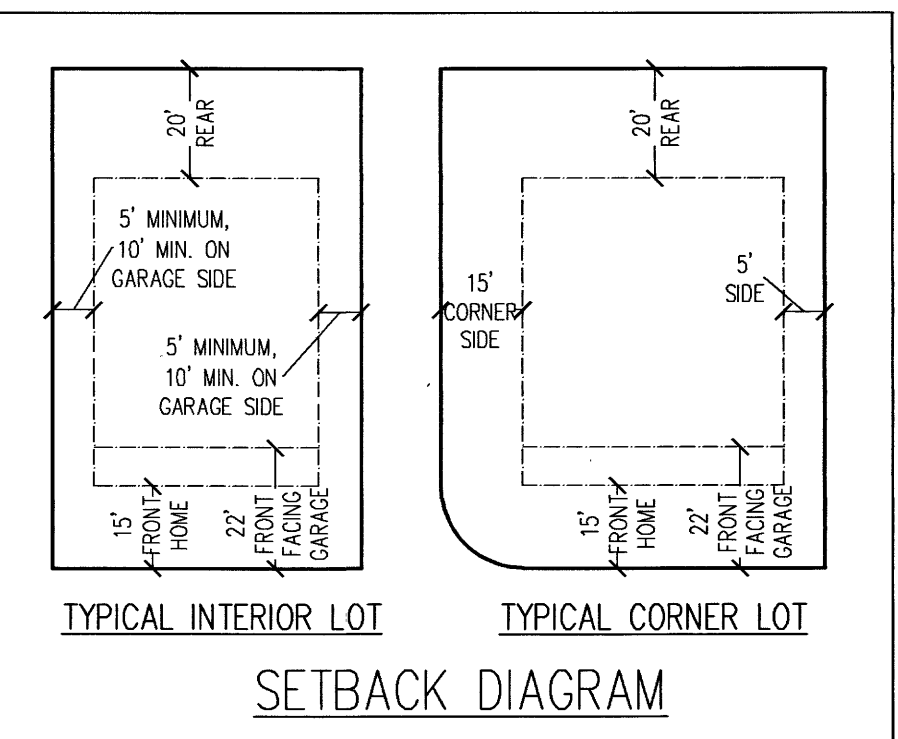 20'
REAR
5' MINIMUM,
10' MIN. ON
GARAGE SIDE
5' MINIMUM,
10' MIN. ON
GARAGE SIDE
15'
FRONT
HOME
22'
FRONT
FACING
GARAGE
TYPICAL INTERIOR LOT
20'
REAR
15'
CORNER
SIDE
5'
SIDE
15'
FRONT
HOME
22'
FRONT
FACING
GARAGE
TYPICAL CORNER LOT
SETBACK DIAGRAM